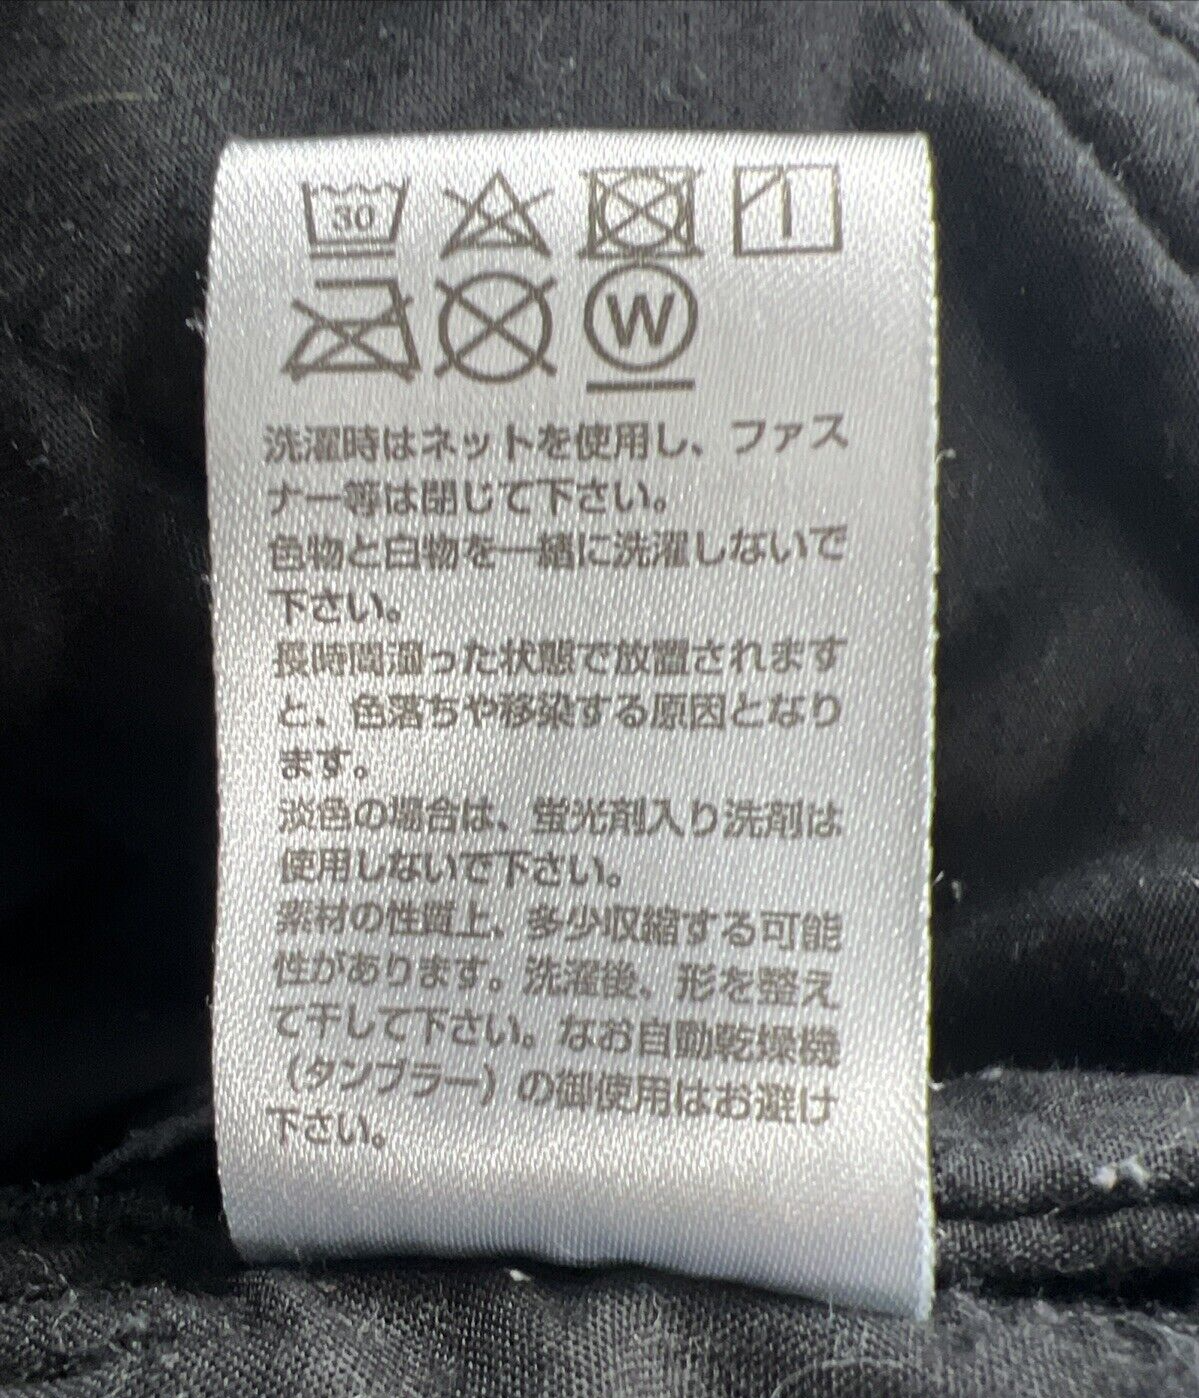 30
W
洗濯時はネットを使用し、ファス
ナー等は閉じて下さい。
色物と白物を一緒に洗濯しないで
下さい。
長時間湿った状態で放置されます
と、色落ちや移染する原因となり
ます。
淡色の場合は、蛍光剤入り洗剤は
使用しないで下さい。
素材の性質上、多少収縮する可能
性があります。洗濯後、形を整え
て干して下さい。なお自動乾燥機
（タンブラー）の御使用はお避け
下さい。